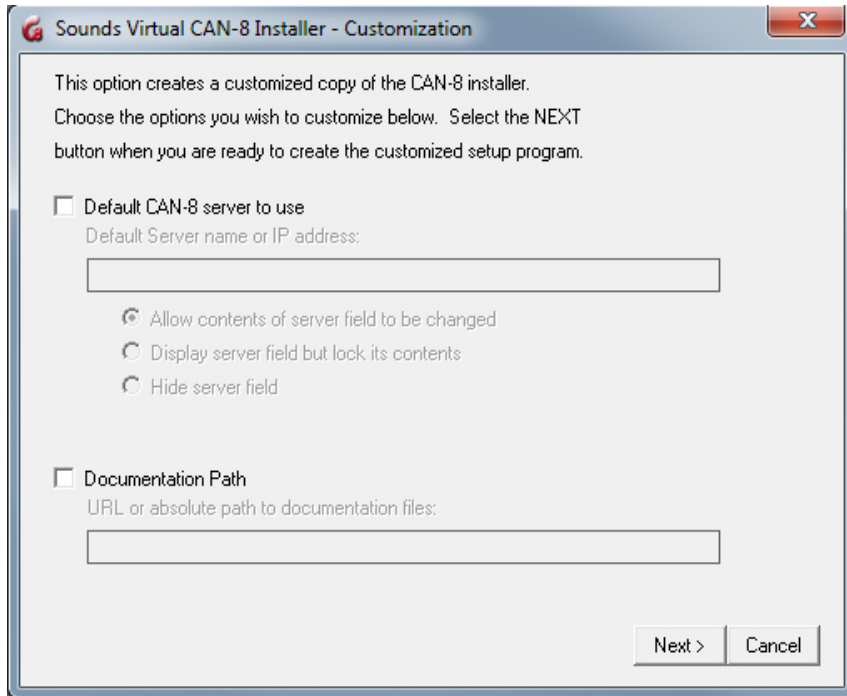 Sounds Virtual CAN-8 Installer - Customization
This option creates a customized copy of the CAN-8 installer.
Choose the options you wish to customize below. Select the NEXT
button when you are ready to create the customized setup program.
Default CAN-8 server to use
Default Server name or IP address:
Allow contents of server field to be changed
Display server field but lock its contents
Hide server field
Documentation Path
URL or absolute path to documentation files:
Next > Cancel